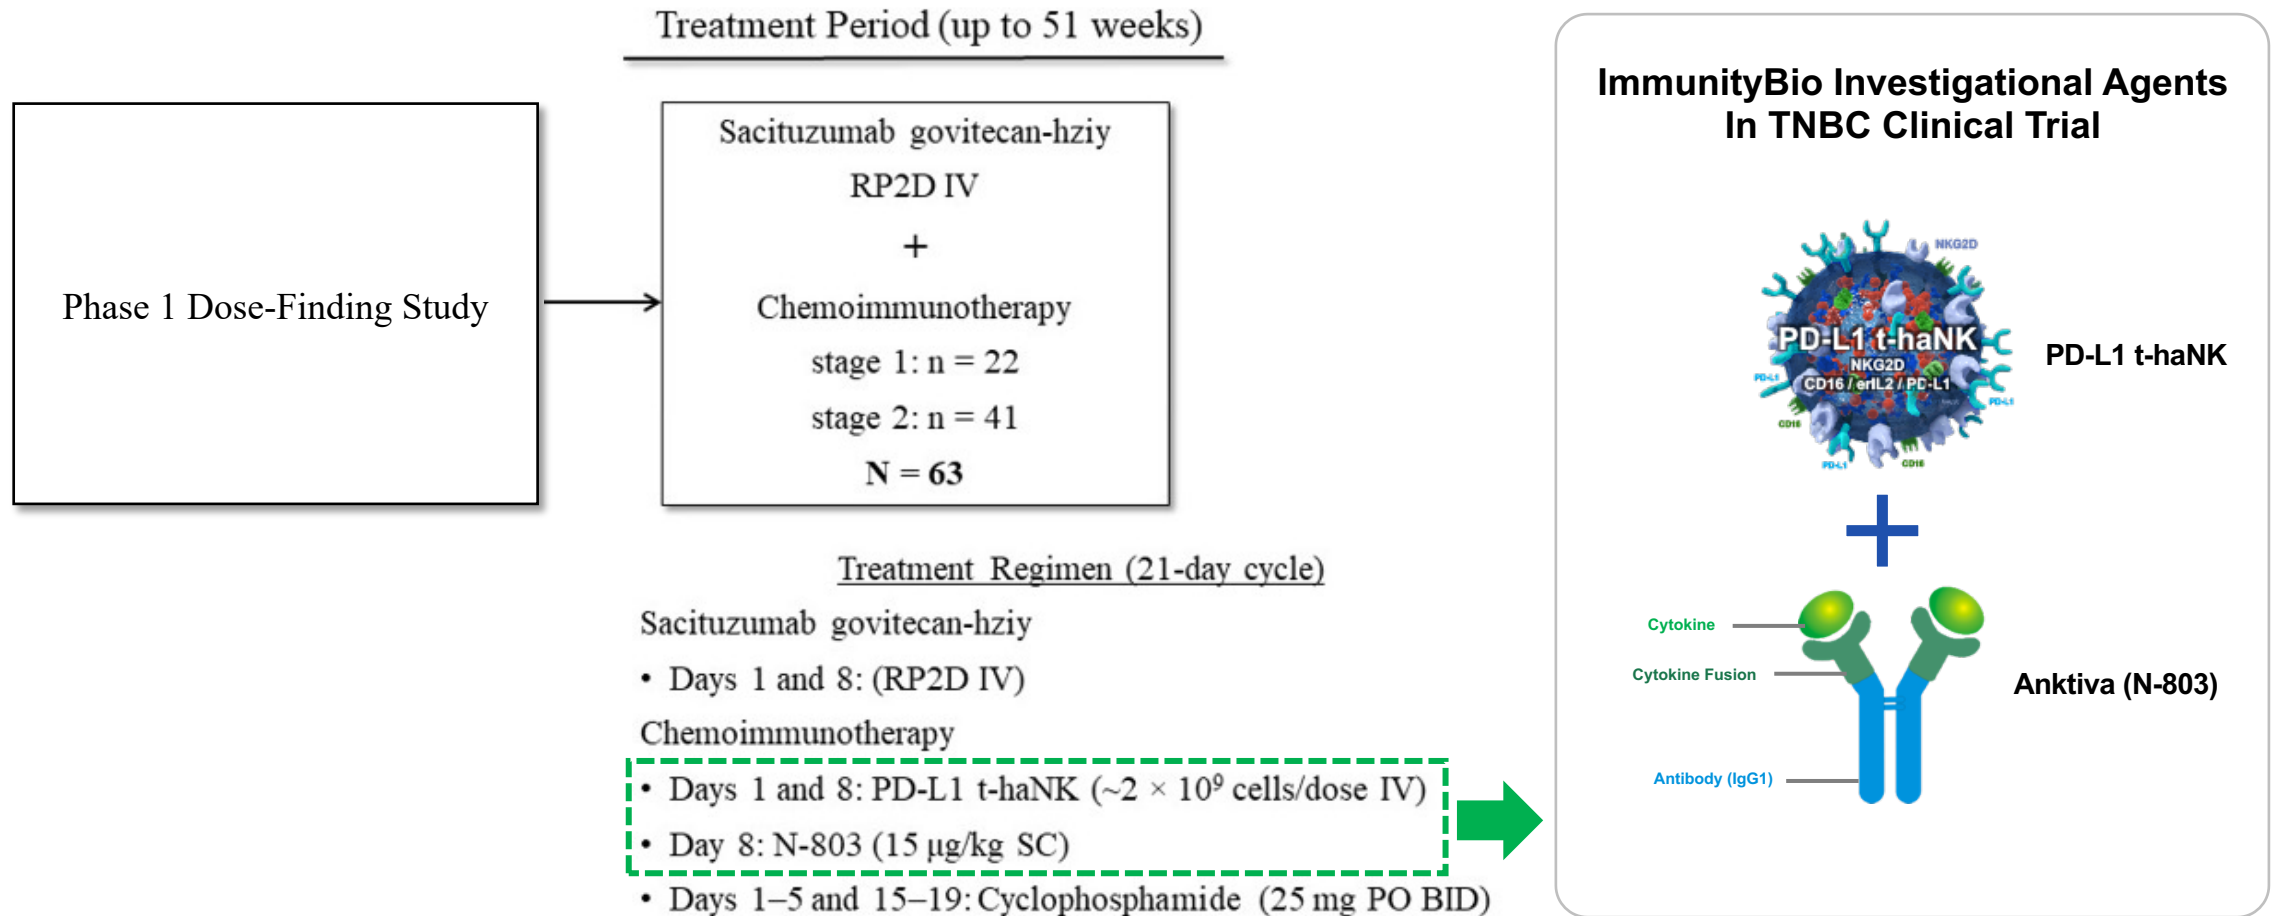 Treatment Period (up to 51 weeks)
Phase 1 Dose-Finding Study
Sacituzumab govitecan-hziy
RP2D IV
+
Chemoimmunotherapy
stage 1: n = 22
stage 2: n = 41
N = 63
Treatment Regimen (21-day cycle)
Sacituzumab govitecan-hziy
• Days 1 and 8: (RP2D IV)
Chemoimmunotherapy
• Days 1 and 8: PD-L1 t-haNK (~2 × 10⁹ cells/dose IV)
• Day 8: N-803 (15 µg/kg SC)
• Days 1–5 and 15–19: Cyclophosphamide (25 mg PO BID)
ImmunityBio Investigational Agents
In TNBC Clinical Trial
NKG2D
PD-L1 t-haNK
NKG2D
CD16 / erIL2 / PD-L1
PD-L1
PD-L1
CD16
PD-L1
CD16
PD-L1 t-haNK
Cytokine
Cytokine Fusion
Anktiva (N-803)
Antibody (IgG1)